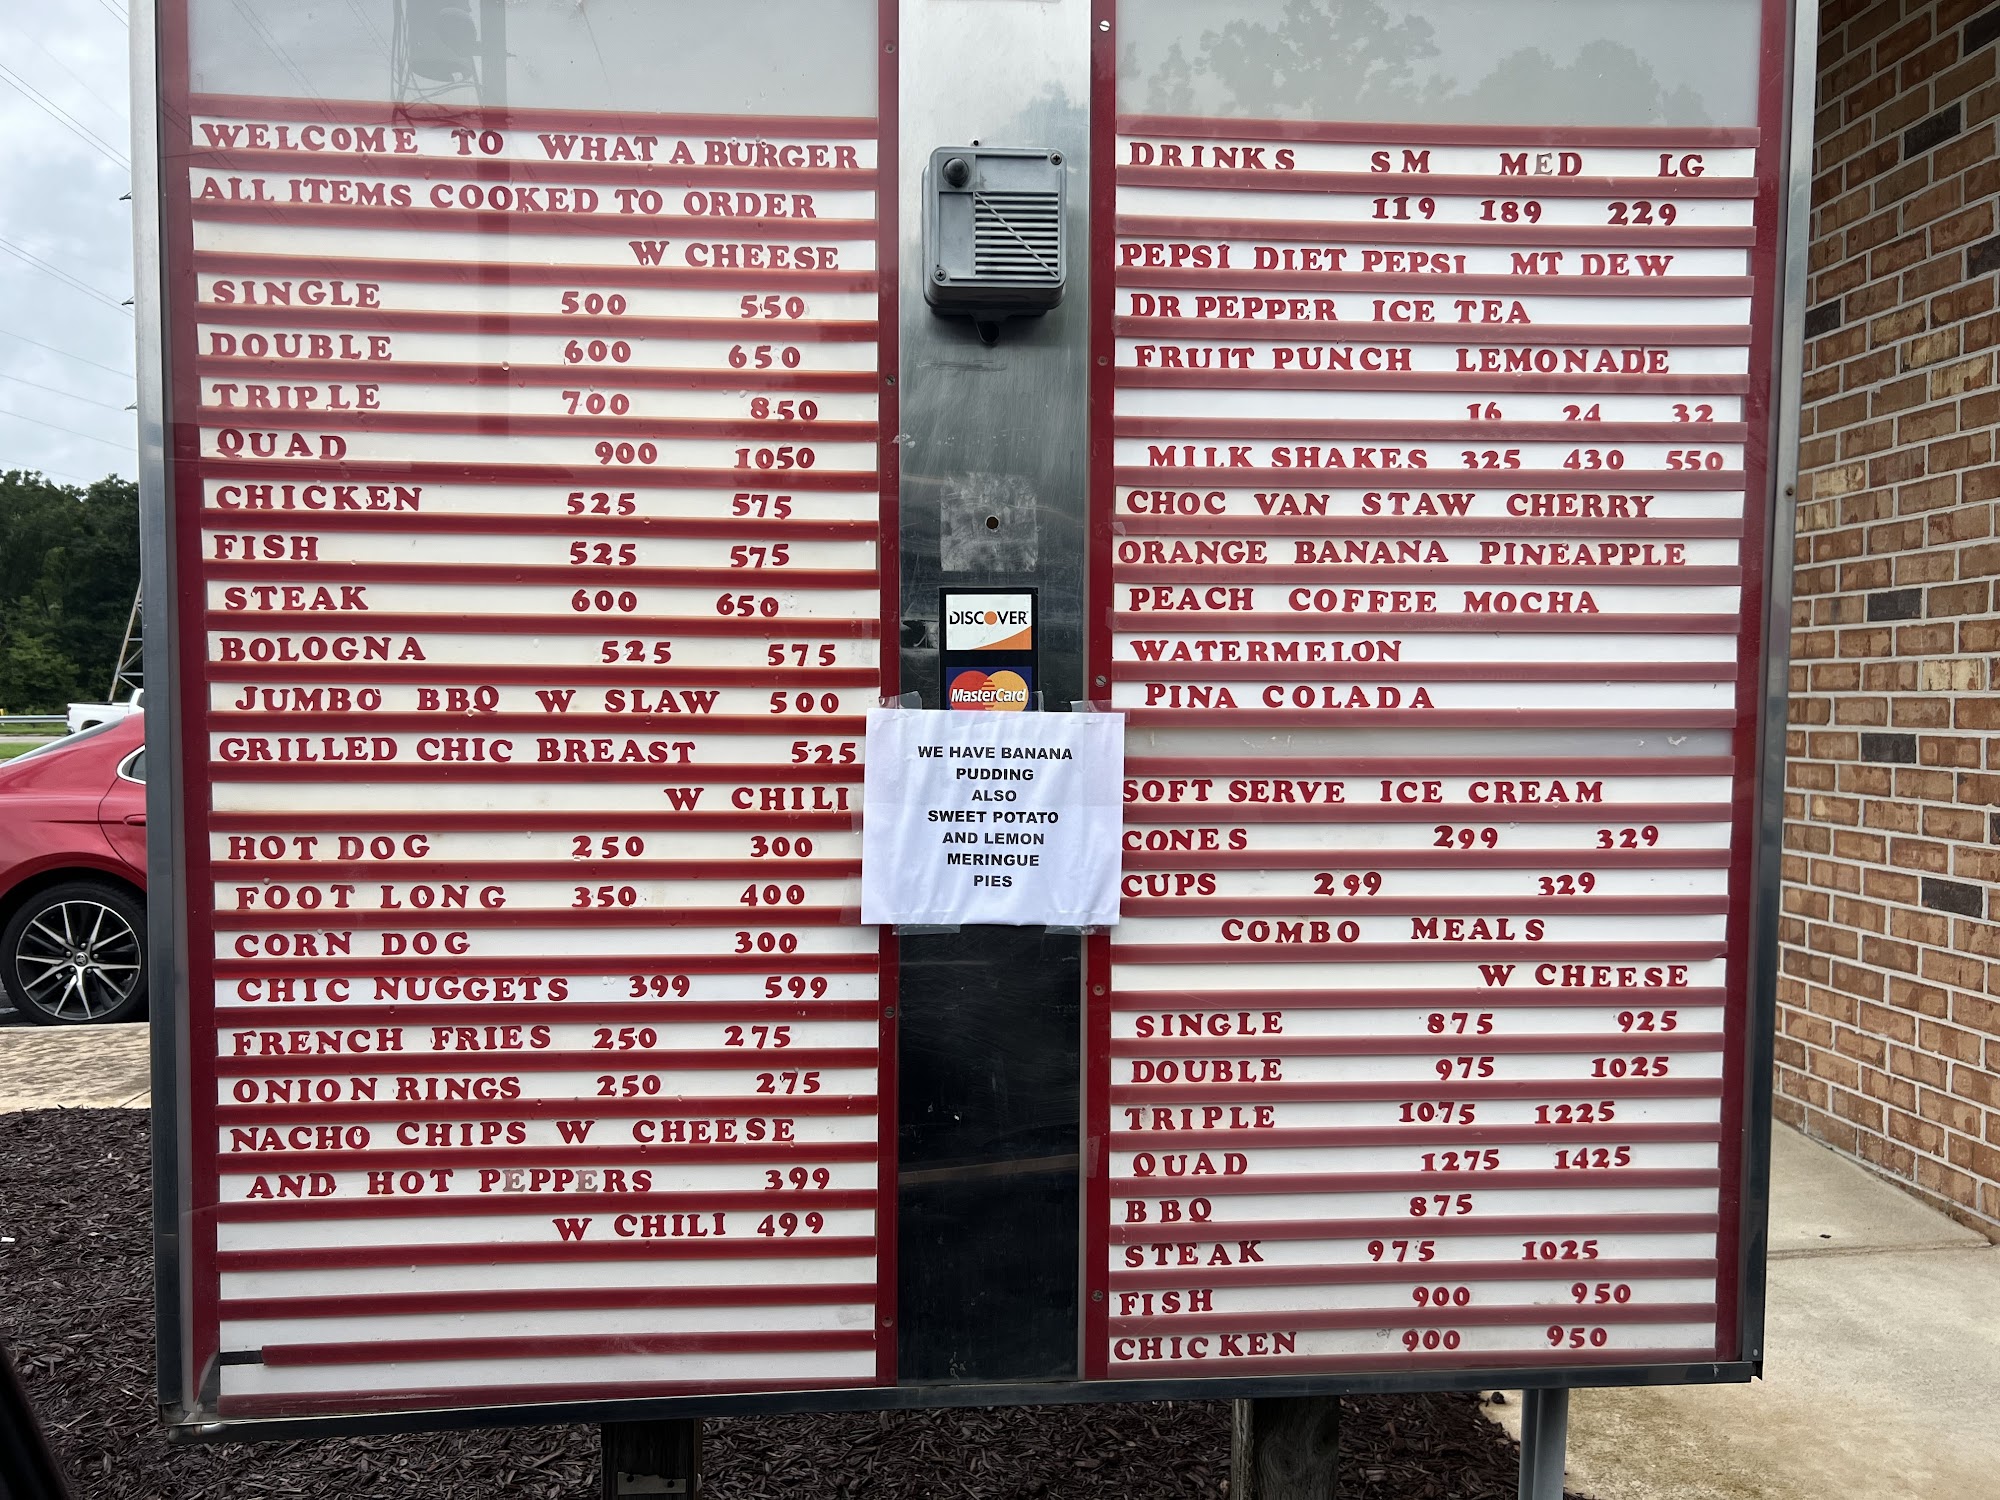 WELCOME TO WHAT A BURGER
ALL ITEMS COOKED TO ORDER
W CHEESE
SINGLE 500 550
DOUBLE 600 650
TRIPLE 700 850
QUAD 900 1050
CHICKEN 525 575
FISH 525 575
STEAK 600 650
BOLOGNA 525 575
JUMBO BBQ W SLAW 500
GRILLED CHIC BREAST 525
W CHILI
HOT DOG 250 300
FOOT LONG 350 400
CORN DOG 300
CHIC NUGGETS 399 599
FRENCH FRIES 250 275
ONION RINGS 250 275
NACHO CHIPS W CHEESE
AND HOT PEPPERS 399
W CHILI 499
DISCOVER
MasterCard
WE HAVE BANANA
PUDDING
ALSO
SWEET POTATO
AND LEMON
MERINGUE
PIES
DRINKS SM MED LG
119 189 229
PEPSI DIET PEPSI MT DEW
DR PEPPER ICE TEA
FRUIT PUNCH LEMONADE
16 24 32
MILK SHAKES 325 430 550
CHOC VAN STAW CHERRY
ORANGE BANANA PINEAPPLE
PEACH COFFEE MOCHA
WATERMELON
PINA COLADA
SOFT SERVE ICE CREAM
CONES 299 329
CUPS 299 329
COMBO MEALS
W CHEESE
SINGLE 875 925
DOUBLE 975 1025
TRIPLE 1075 1225
QUAD 1275 1425
BBQ 875
STEAK 975 1025
FISH 900 950
CHICKEN 900 950